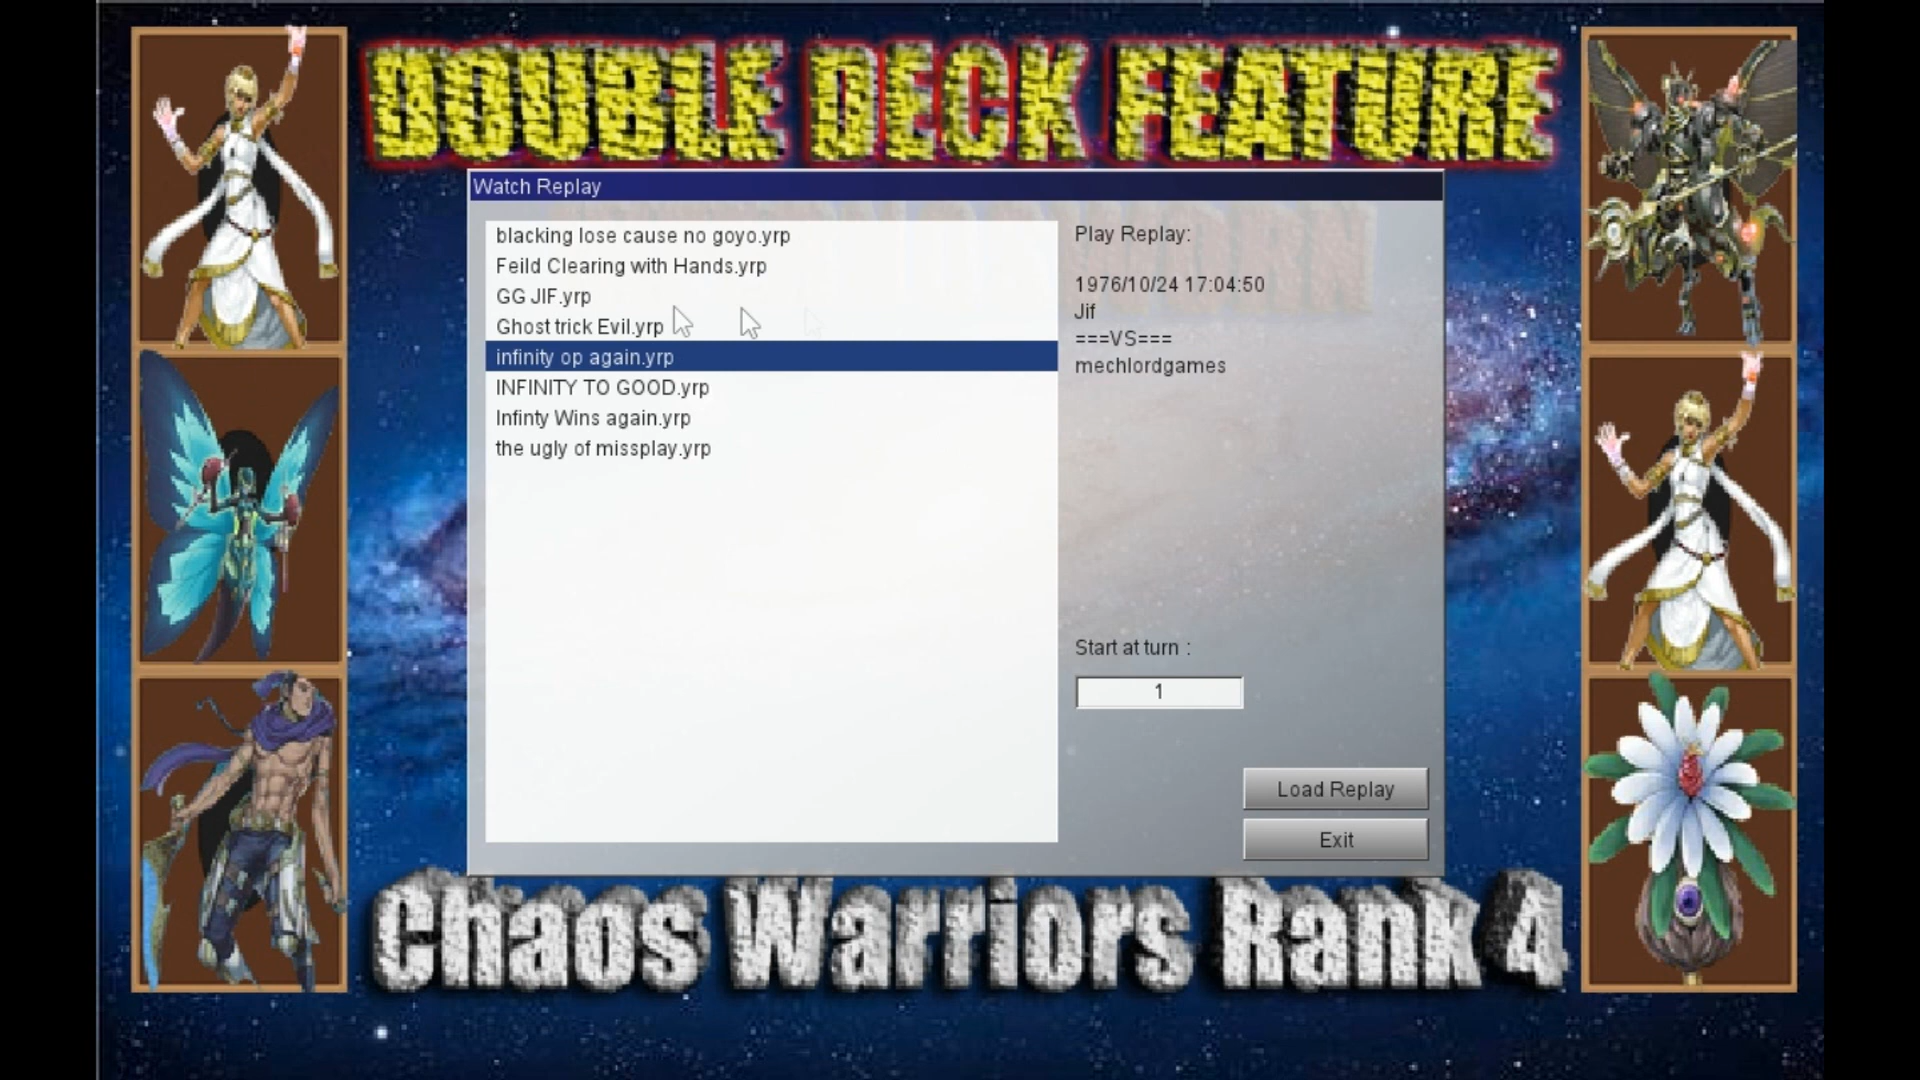 DOUBLE DECK FEATURE
Watch Replay
blacking lose cause no goyo.yrp
Feild Clearing with Hands.yrp
GG JIF.yrp
Ghost trick Evil.yrp
infinity op again.yrp
INFINITY TO GOOD.yrp
Infinty Wins again.yrp
the ugly of missplay.yrp
Play Replay:
1976/10/24 17:04:50
Jif
===VS===
mechlordgames
Start at turn :
1
Load Replay
Exit
Chaos Warriors Rank 4